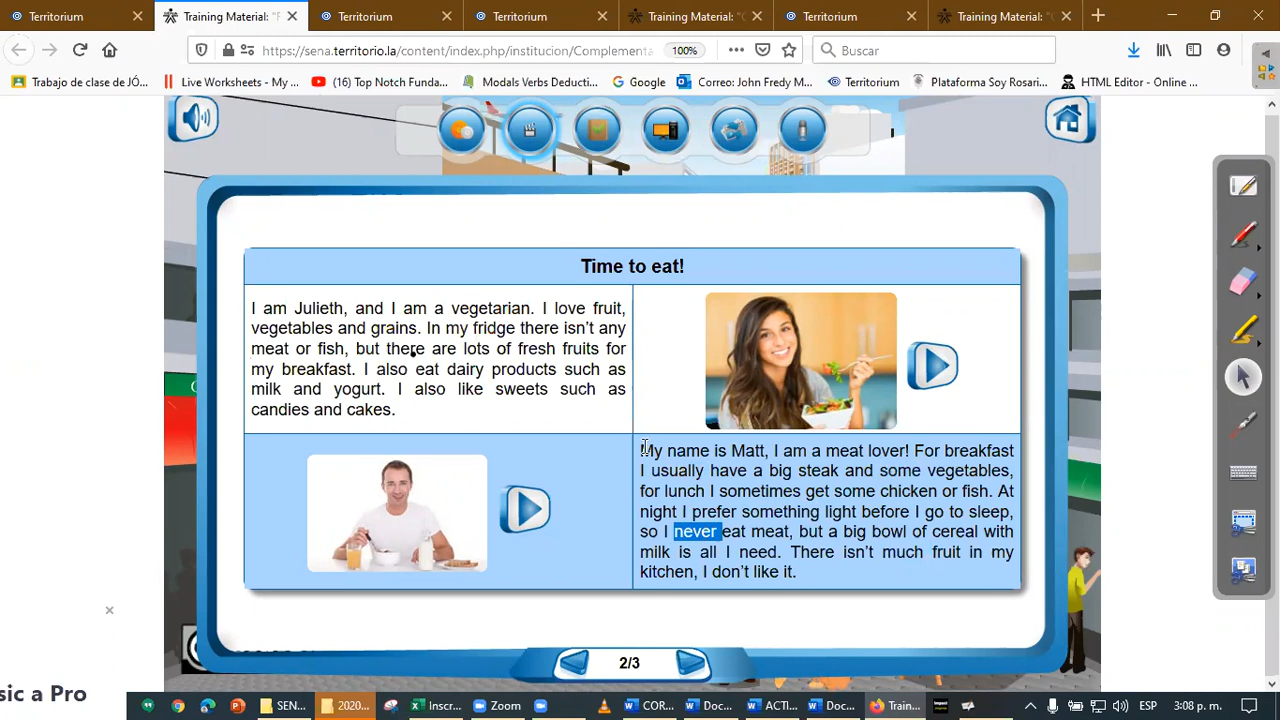 Territorium
Training Material: "F
Territorium
Territorium
Training Material: "C
Territorium
Training Material: "C
https://sena.territorio.la/content/index.php/institucion/Complementa
100%
Buscar
Trabajo de clase de JÓ...
Live Worksheets - My ...
(16) Top Notch Funda...
Modals Verbs Deducti...
Google
Correo: John Fredy M...
Territorium
Plataforma Soy Rosari...
HTML Editor - Online ...
Time to eat!
I am Julieth, and I am a vegetarian. I love fruit,
vegetables and grains. In my fridge there isn't any
meat or fish, but there are lots of fresh fruits for
my breakfast. I also eat dairy products such as
milk and yogurt. I also like sweets such as
candies and cakes.
My name is Matt, I am a meat lover! For breakfast
I usually have a big steak and some vegetables,
for lunch I sometimes get some chicken or fish. At
night I prefer something light before I go to sleep,
so I never eat meat, but a big bowl of cereal with
milk is all I need. There isn't much fruit in my
kitchen, I don't like it.
2/3
sic a Pro
SEN...
2020...
Inscr...
Zoom
COR...
Doc...
ACTI...
Doc...
Train...
ESP
3:08 p. m.